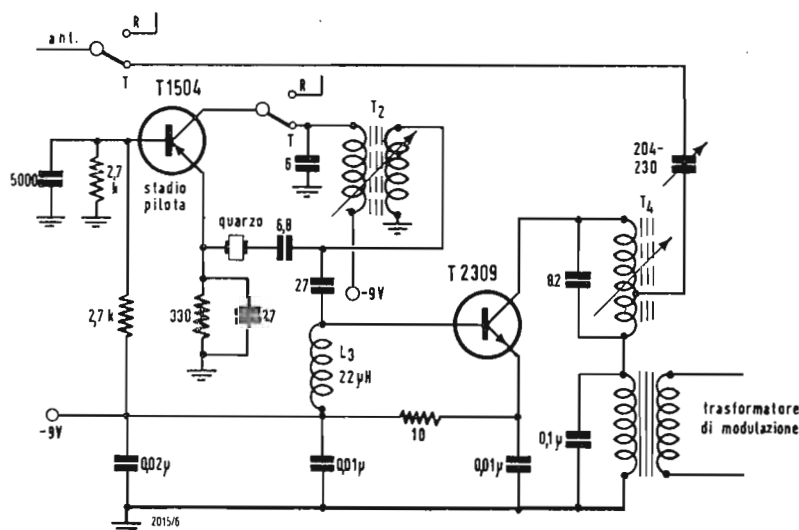 R
ant.
T
T1504
R
T
T2
6
5000
2,7
k
stadio
pilota
204-
230
T4
quarzo
6,8
27
-9V
T 2309
82
2,7 k
330
L3
22µH
-9V
10
0,1µ
trasformatore
di modulazione
0,02µ
0,01µ
0,01µ
2015/6